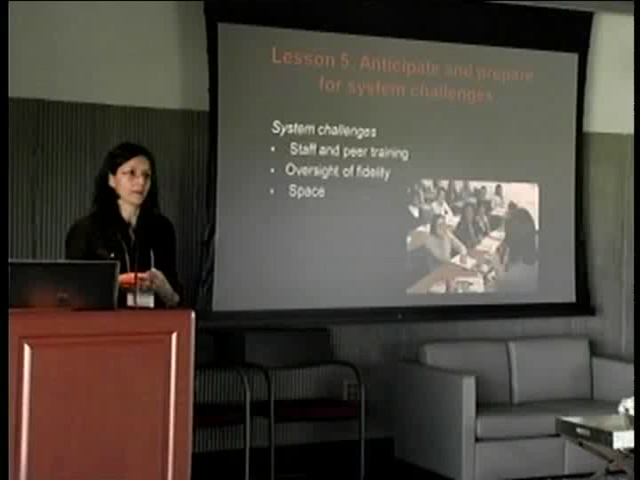 Lesson 5. Anticipate and prepare
for system challenges
System challenges
• Staff and peer training
• Oversight of fidelity
• Space